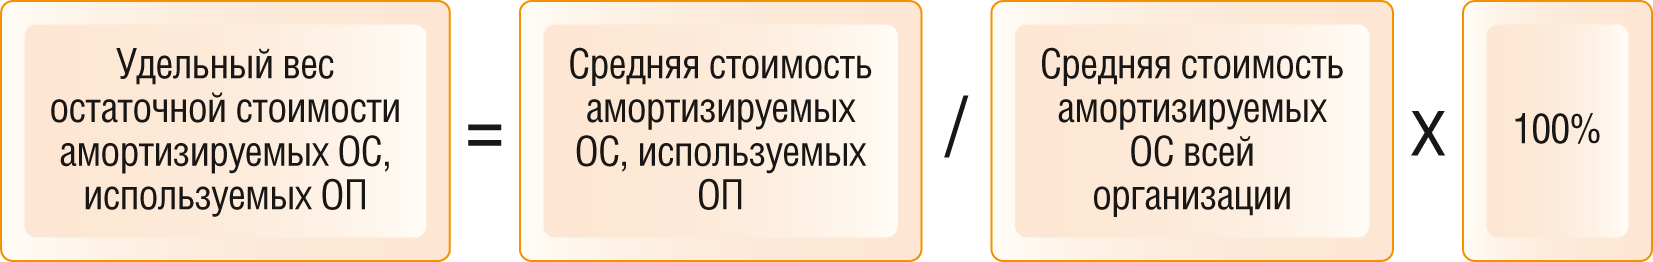 Удельный вес
остаточной стоимости
амортизируемых ОС,
используемых ОП
=
Средняя стоимость
амортизируемых
ОС, используемых
ОП
/
Средняя стоимость
амортизируемых
ОС всей
организации
х
100%